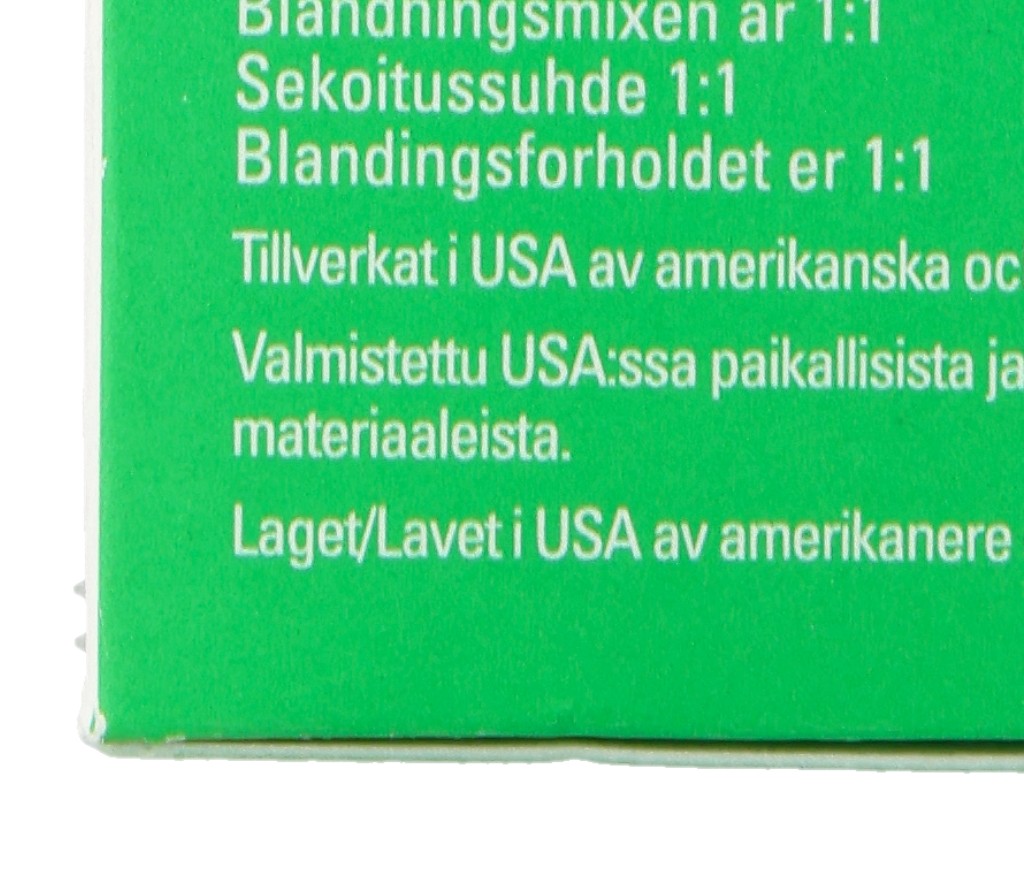 Blandningsmixen är 1:1
Sekoitussuhde 1:1
Blandingsforholdet er 1:1
Tillverkat i USA av amerikanska oc
Valmistettu USA:ssa paikallisista ja
materiaaleista.
Laget/Lavet i USA av amerikanere